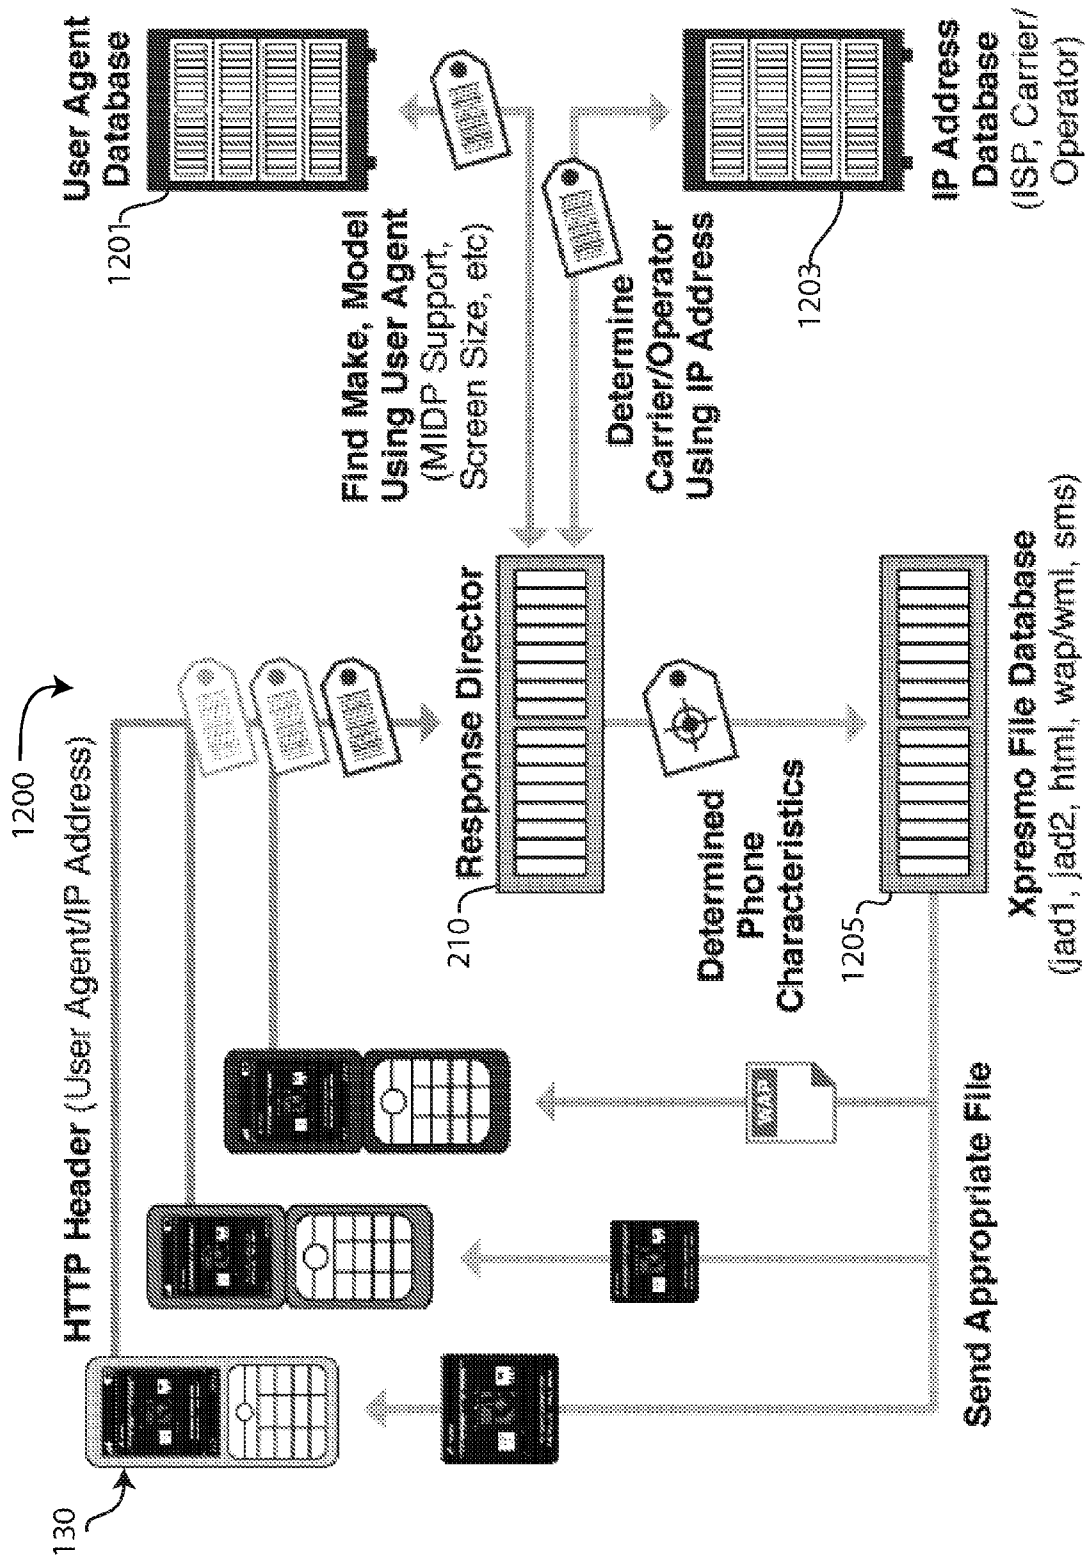 1200
HTTP Header (User Agent/IP Address)
130
User Agent
Database
1201
Find Make, Model
Using User Agent
(MIDP Support,
Screen Size, etc)
210
Response Director
Determine
Carrier/Operator
Using IP Address
1203
IP Address
Database
(ISP, Carrier/
Operator)
Determined
Phone
Characteristics
1205
Xpresmo File Database
(jad1, jad2, html, wap/wml, sms)
Send Appropriate File